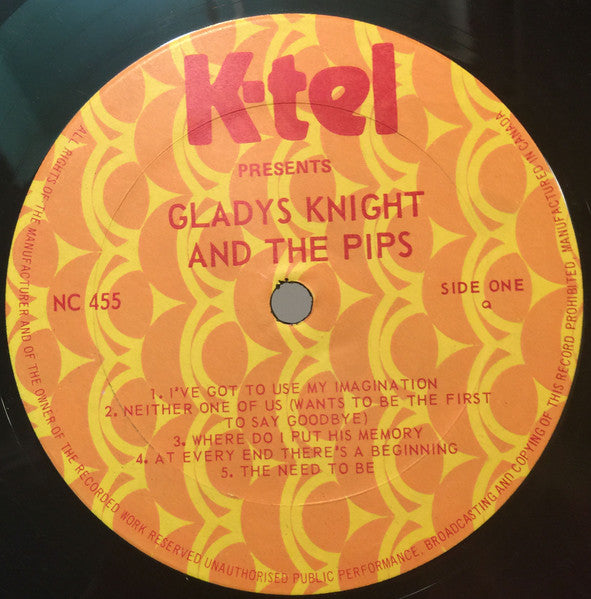 K-tel
PRESENTS
GLADYS KNIGHT
AND THE PIPS
NC 455
SIDE ONE
Q
1. I'VE GOT TO USE MY IMAGINATION
2. NEITHER ONE OF US (WANTS TO BE THE FIRST
TO SAY GOODBYE)
3. WHERE DO I PUT HIS MEMORY
4. AT EVERY END THERE'S A BEGINNING
5. THE NEED TO BE
ALL RIGHTS OF THE MANUFACTURER AND OF THE OWNER OF THE RECORDED WORK RESERVED UNAUTHORISED PUBLIC PERFORMANCE, BROADCASTING AND COPYING OF THIS RECORD PROHIBITED, MANUFACTURED IN CANADA